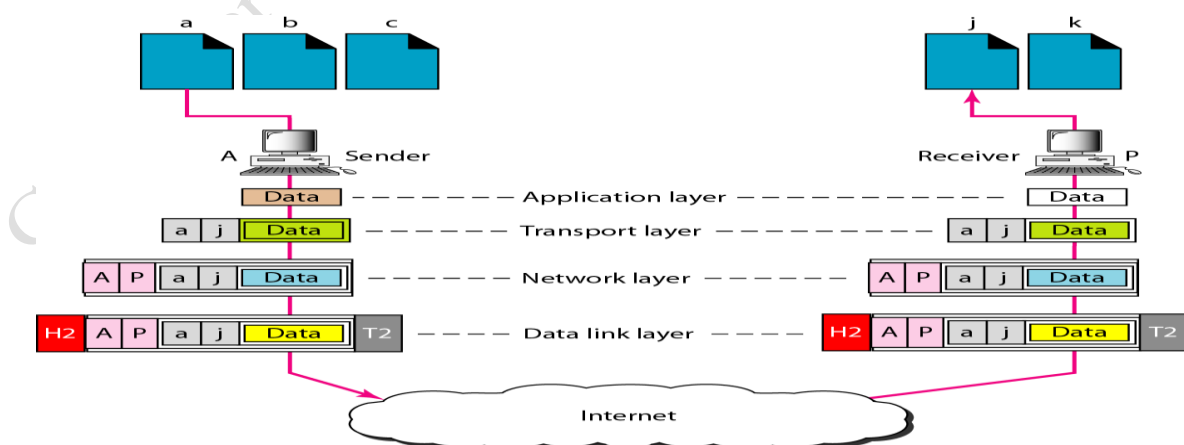 a b c j k
A Sender Receiver P
Data Application layer Data
a j Data Transport layer a j Data
A P a j Data Network layer A P a j Data
H2 A P a j Data T2 Data link layer H2 A P a j Data T2
Internet